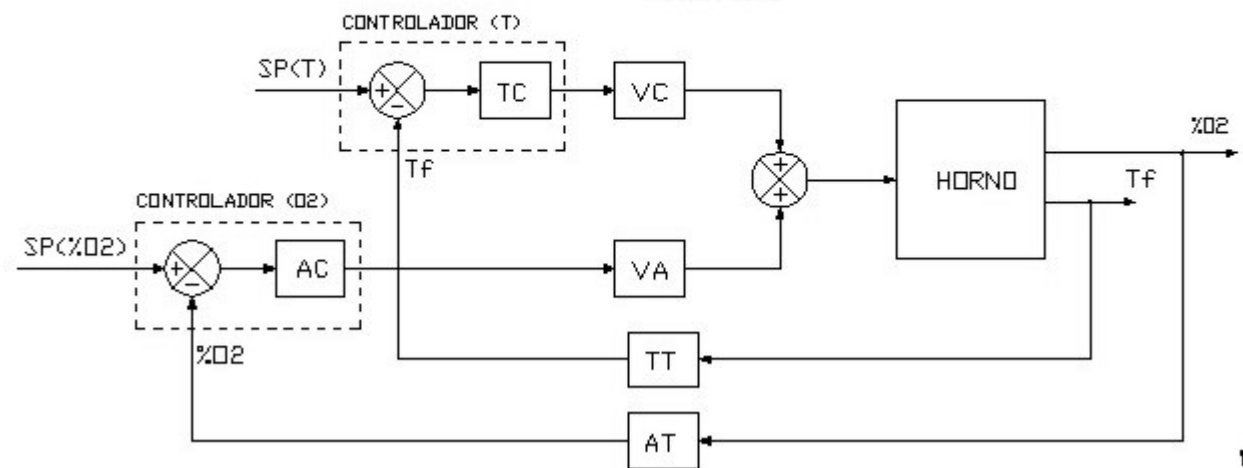 CONTROLADOR (T)
SP(T)
+
-
TC
VC
Tf
%O2
+
+
HORNO
Tf
CONTROLADOR (O2)
SP(%O2)
+
-
AC
VA
%O2
TT
AT